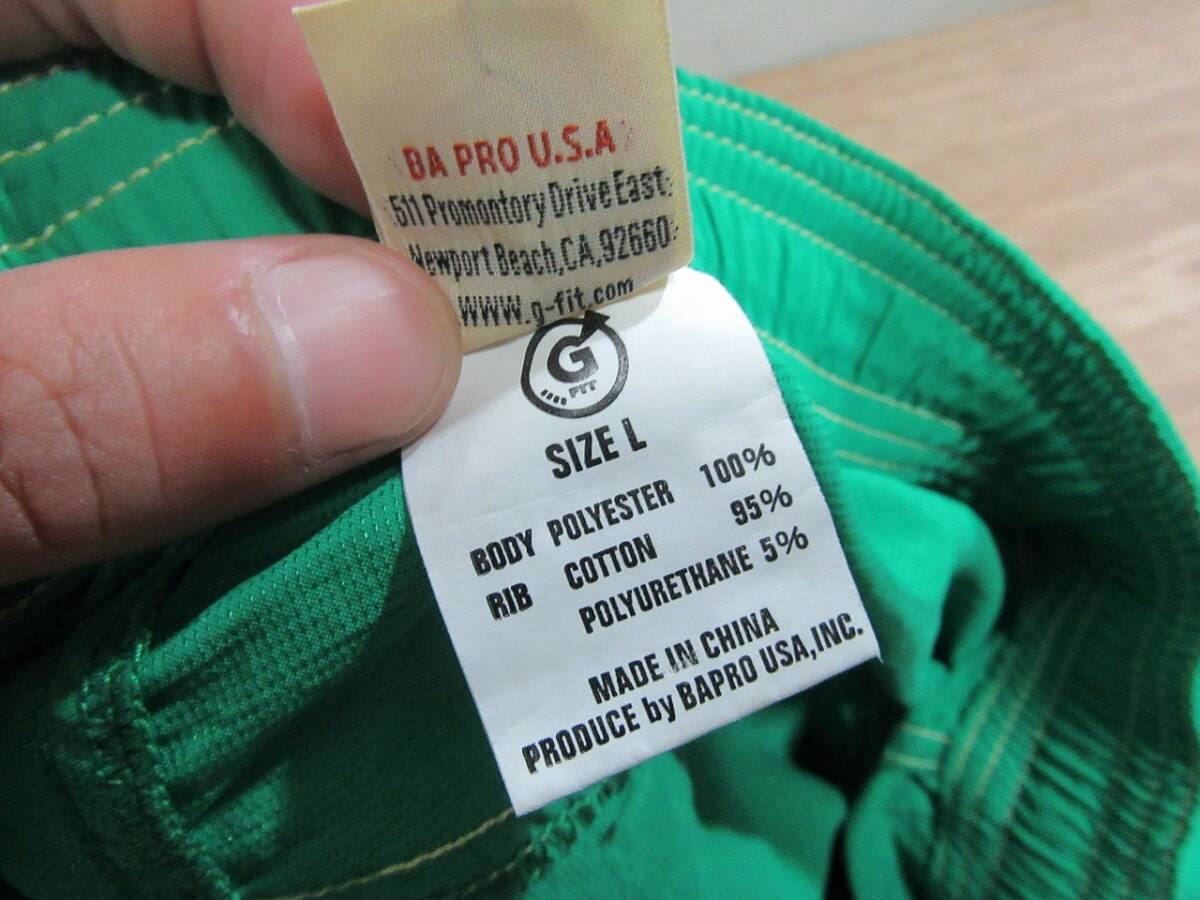 BA PRO U.S.A
511 Promontory Drive East
Newport Beach,CA,92660
WWW.g-fit.com
G
FIT
SIZE L
BODY POLYESTER 100%
RIB COTTON 95%
POLYURETHANE 5%
MADE IN CHINA
PRODUCE by BAPRO USA,INC.